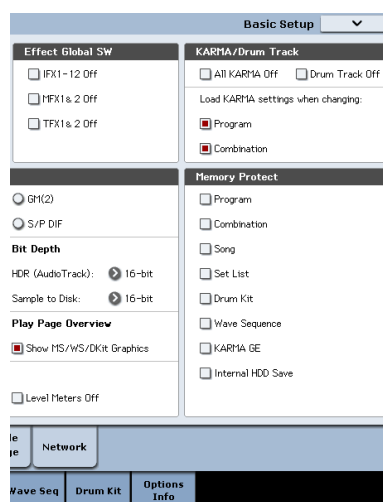 Basic Setup
Effect Global SW
IFX1-12 Off
MFX1& 2 Off
TFX1& 2 Off
KARMA/Drum Track
All KARMA Off
Drum Track Off
Load KARMA settings when changing:
Program
Combination
GM(2)
S/P DIF
Bit Depth
HDR (AudioTrack): 16-bit
Sample to Disk: 16-bit
Play Page Overview
Show MS/WS/DKit Graphics
Level Meters Off
Memory Protect
Program
Combination
Song
Set List
Drum Kit
Wave Sequence
KARMA GE
Internal HDD Save
Network
Wave Seq
Drum Kit
Options
Info